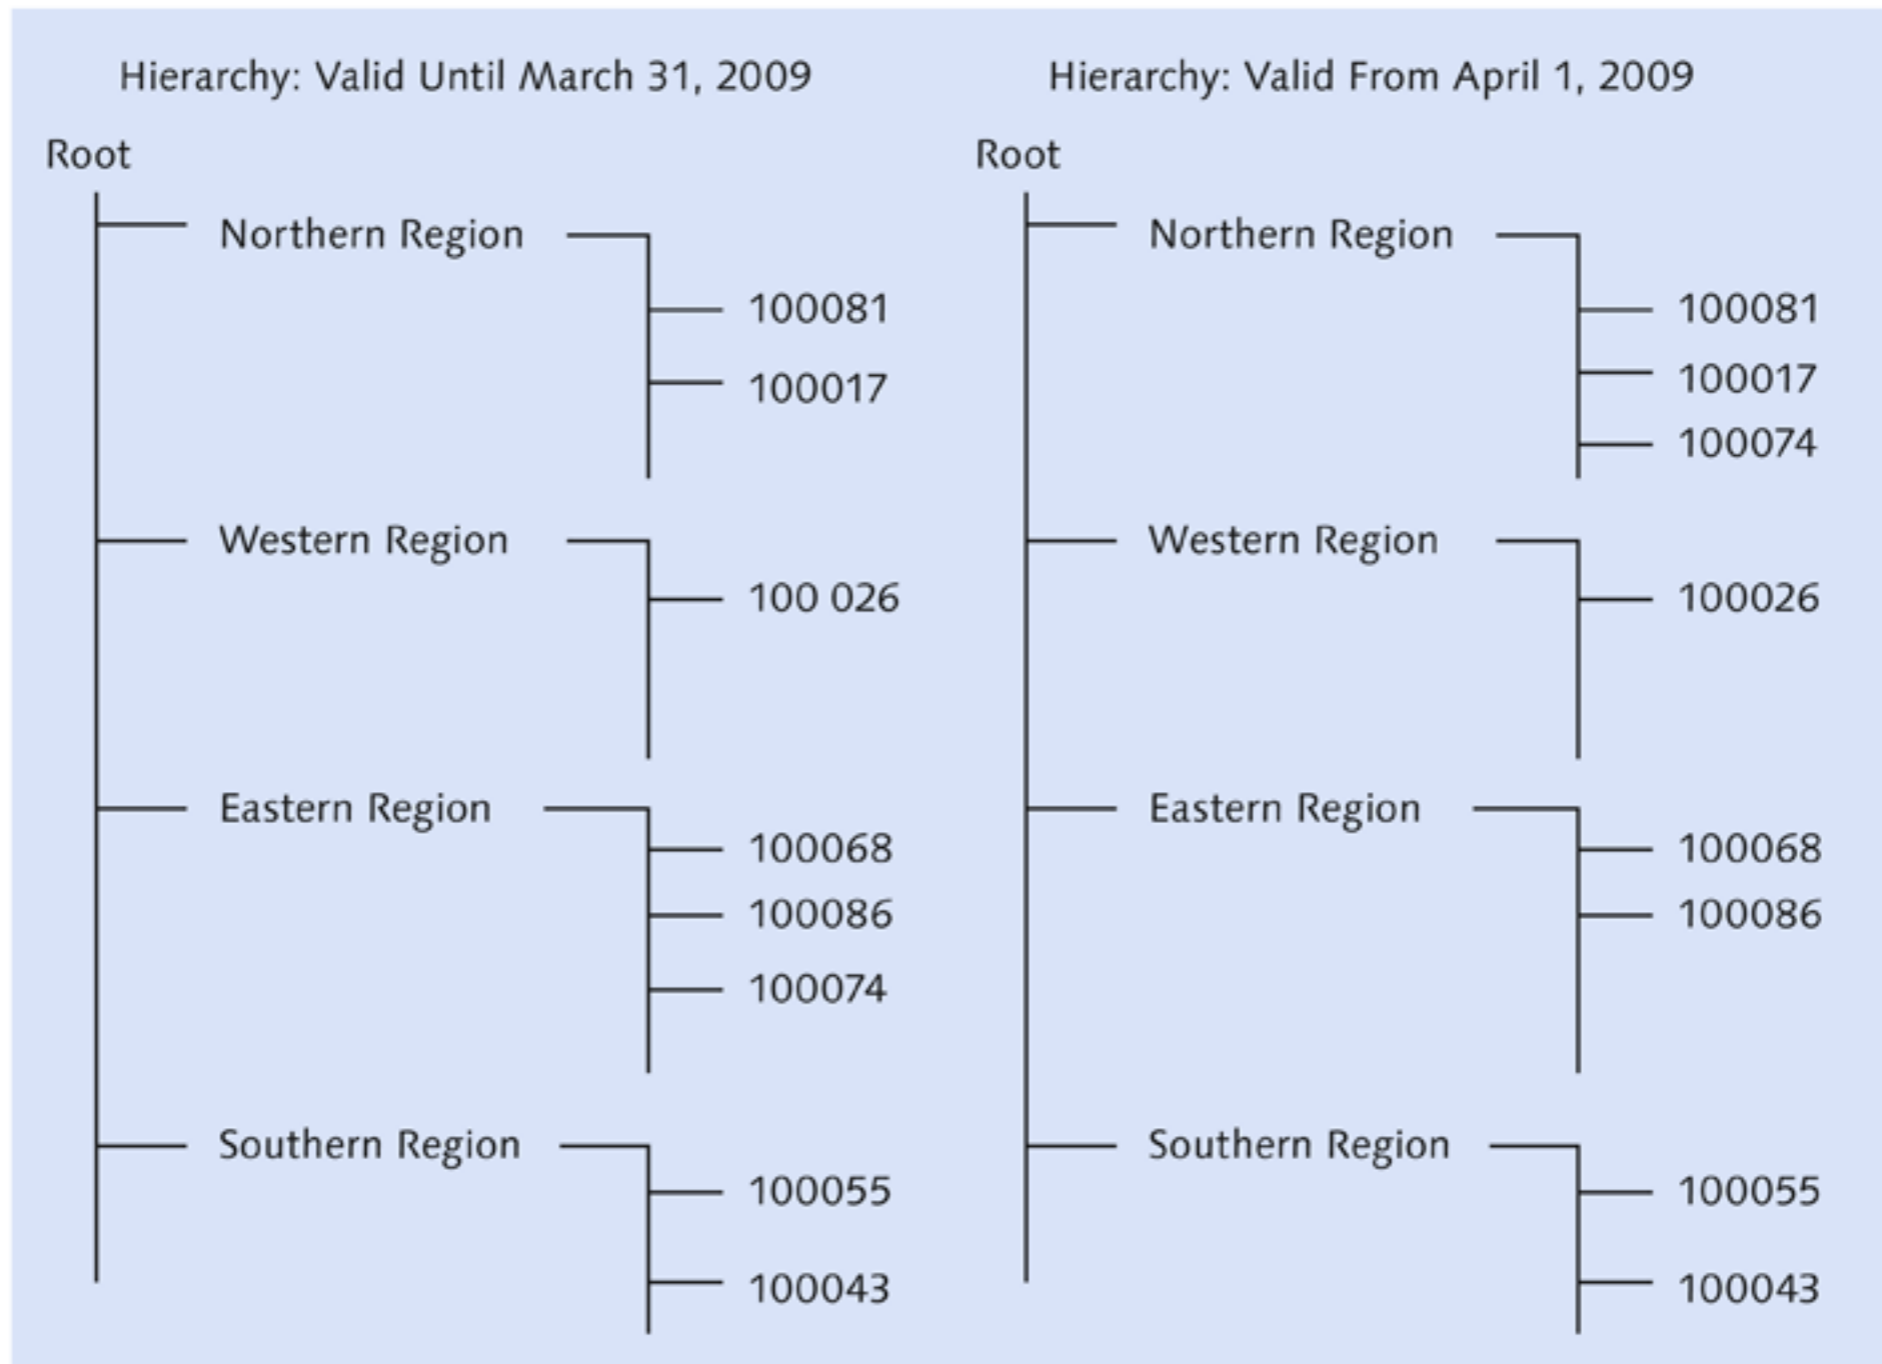 Hierarchy: Valid Until March 31, 2009
Root
Northern Region
100081
100017
Western Region
100 026
Eastern Region
100068
100086
100074
Southern Region
100055
100043
Hierarchy: Valid From April 1, 2009
Root
Northern Region
100081
100017
100074
Western Region
100026
Eastern Region
100068
100086
Southern Region
100055
100043